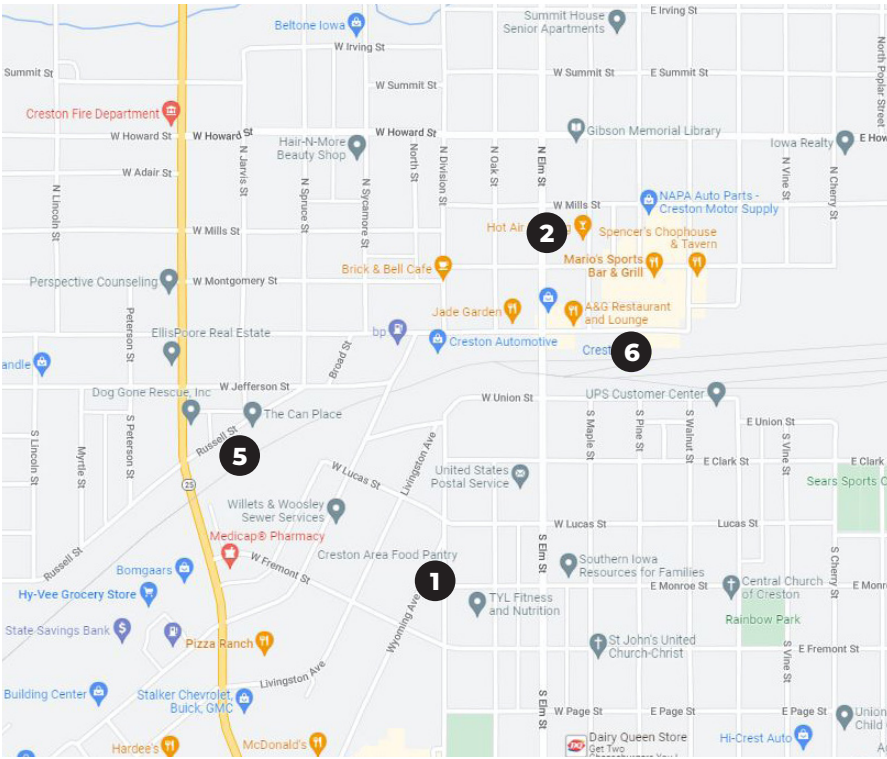 Summit House
Senior Apartments
E Irving St
Beltone Iowa
W Irving St
North Poplar Street
Summit St
W Summit St
W Summit St
E Summit St
Creston Fire Department
W Howard St
W Howard St
W Howard St
Hair-N-More
Beauty Shop
Gibson Memorial Library
Iowa Realty
E How
W Adair St
N Lincoln St
N Jarvis St
N Spruce St
N Sycamore St
North St
N Division St
N Oak St
N Elm St
N Vine St
N Cherry St
NAPA Auto Parts -
Creston Motor Supply
W Mills St
W Mills St
Hot Air
g
2
Spencer's Chophouse
& Tavern
Mario's Sports
Bar & Grill
Brick & Bell Cafe
Perspective Counseling
W Montgomery St
Peterson St
EllisPoore Real Estate
bp
Jade Garden
A&G Restaurant
and Lounge
Creston Automotive
Crest
6
Broad St
andle
Dog Gone Rescue, Inc
W Jefferson St
The Can Place
W Union St
UPS Customer Center
E Union St
S Lincoln St
Myrtle St
S Peterson St
Russell St
5
Livingston Ave
S Maple St
S Pine St
S Walnut St
S Vine St
E Clark St
E Clark
W Lucas St
United States
Postal Service
Sears Sports C
25
Willets & Woosley
Sewer Services
W Lucas St
Lucas St
Medicap® Pharmacy
Russell St
W Fremont St
Creston Area Food Pantry
1
S Elm St
Southern Iowa
Resources for Families
S Cherry St
Bomgaars
Hy-Vee Grocery Store
E Monroe St
Central Church
of Creston
E Monr
TYL Fitness
and Nutrition
Wyoming Ave
Rainbow Park
State Savings Bank
Pizza Ranch
St John's United
Church-Christ
S Vine St
E Fremont St
Livingston Ave
Building Center
Stalker Chevrolet,
Buick, GMC
S Elm St
W Page St
E Page St
E Page St
Union
Child
Hardee's
McDonald's
Dairy Queen Store
Get Two
Hi-Crest Auto